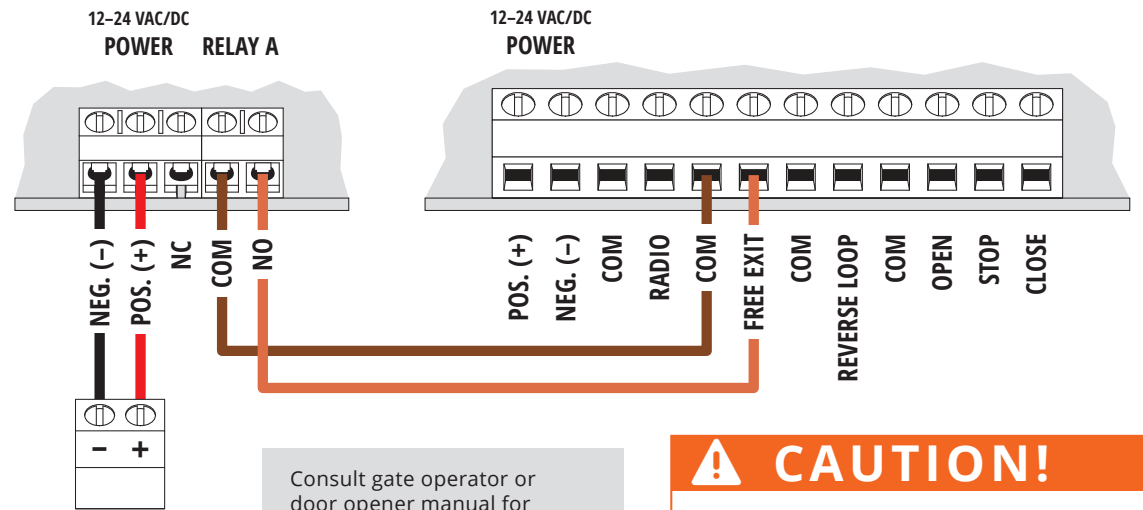 12–24 VAC/DC
POWER
RELAY A
NEG. (–)
POS. (+)
NC
COM
NO
– +
12–24 VAC/DC
POWER
POS. (+)
NEG. (–)
COM
RADIO
COM
FREE EXIT
COM
REVERSE LOOP
COM
OPEN
STOP
CLOSE
Consult gate operator or
door opener manual for
CAUTION!